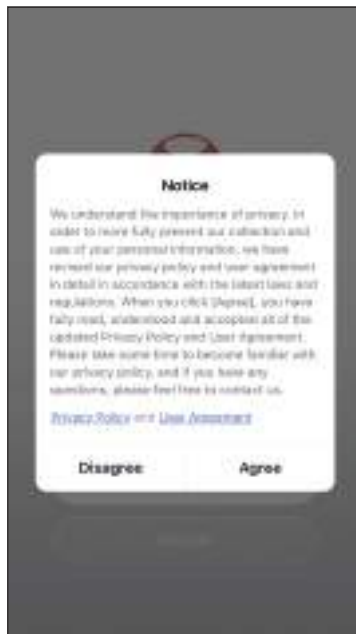 Notice
We understand the importance of privacy. In
order to more fully present our collection and
use of your personal information, we have
revised our privacy policy and user agreement
in detail in accordance with the latest laws and
regulations. When you click [Agree], you have
fully read, understood and accepted all of the
updated Privacy Policy and User Agreement.
Please take some time to become familiar with
our privacy policy, and if you have any
questions, please feel free to contact us.
Privacy Policy and User Agreement
Disagree
Agree